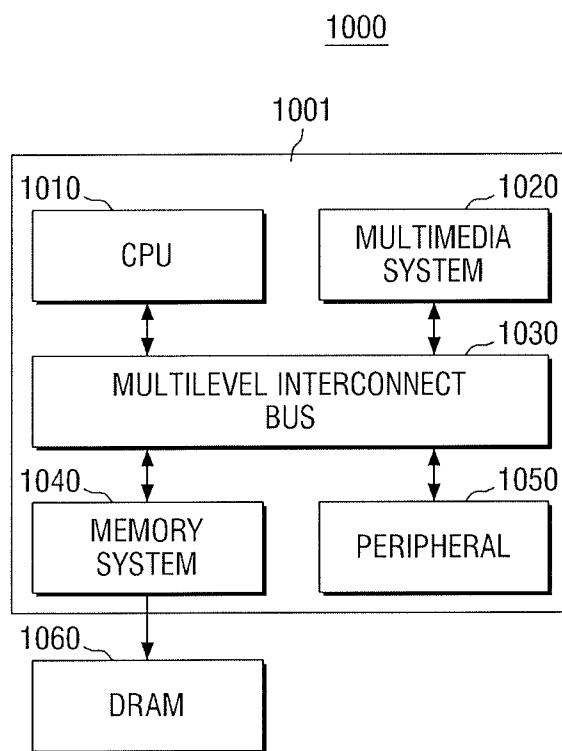 1000
1001
1010
1020
CPU
MULTIMEDIA
SYSTEM
1030
MULTILEVEL INTERCONNECT
BUS
1040
1050
MEMORY
SYSTEM
PERIPHERAL
1060
DRAM